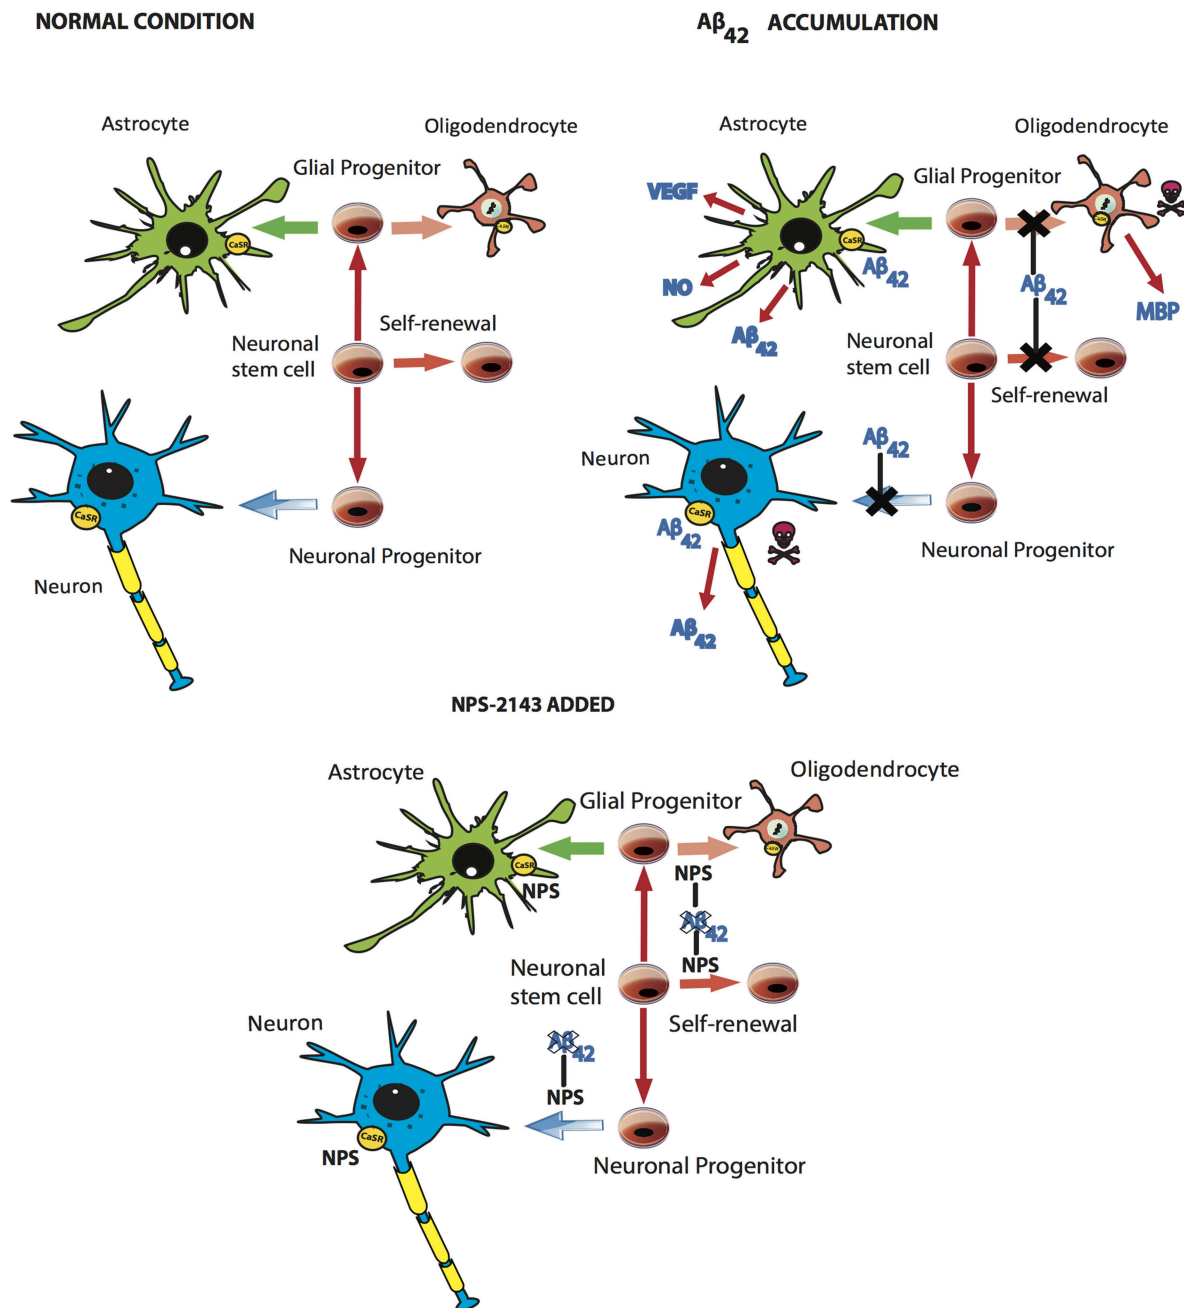 NORMAL CONDITION
Astrocyte
Oligodendrocyte
Glial Progenitor
CaSR
CaSR
Self-renewal
Neuronal
stem cell
CaSR
Neuronal Progenitor
Neuron
Aβ42 ACCUMULATION
Astrocyte
Oligodendrocyte
Glial Progenitor
VEGF
CaSR
CaSR
Aβ42
NO
Aβ42
MBP
Aβ42
Neuronal
stem cell
Self-renewal
Aβ42
Neuron
CaSR
Aβ42
Neuronal Progenitor
Aβ42
NPS-2143 ADDED
Astrocyte
Oligodendrocyte
Glial Progenitor
CaSR
CaSR
NPS
NPS
Aβ42
NPS
Neuronal
stem cell
Self-renewal
Neuron
Aβ42
NPS
CaSR
NPS
Neuronal Progenitor